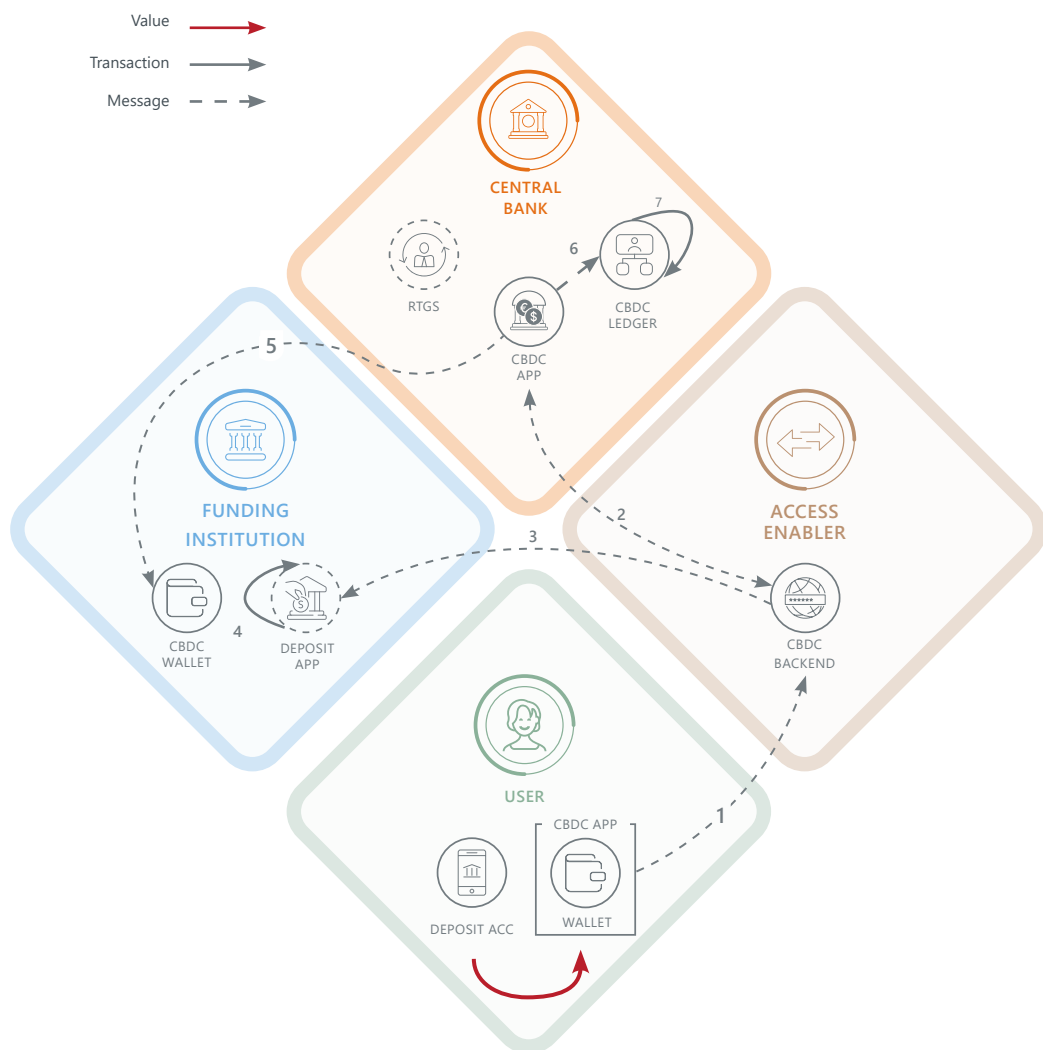 Value
Transaction
Message
CENTRAL
BANK
7
6
RTGS
CBDC
LEDGER
CBDC
APP
5
FUNDING
INSTITUTION
ACCESS
ENABLER
2
3
4
CBDC
WALLET
DEPOSIT
APP
$
******
CBDC
BACKEND
USER
1
CBDC APP
DEPOSIT ACC
WALLET
€
$